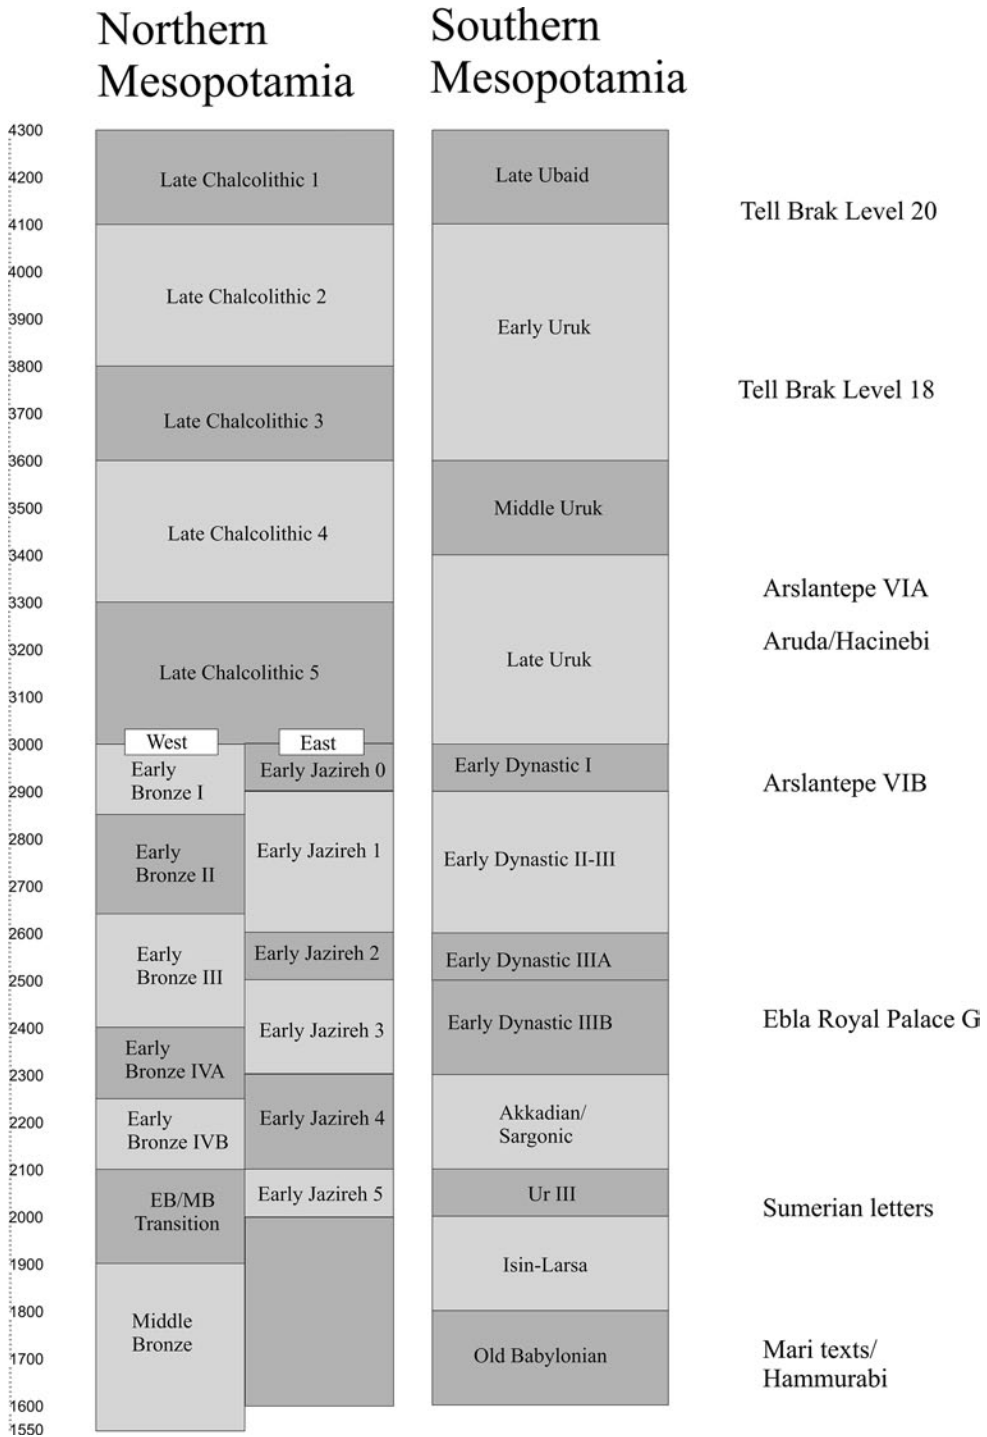 Northern
Mesopotamia
Southern
Mesopotamia
4300
4200
4100
4000
3900
3800
3700
3600
3500
3400
3300
3200
3100
3000
2900
2800
2700
2600
2500
2400
2300
2200
2100
2000
1900
1800
1700
1600
1550
Late Chalcolithic 1
Late Chalcolithic 2
Late Chalcolithic 3
Late Chalcolithic 4
Late Chalcolithic 5
West
Early
Bronze I
Early
Bronze II
Early
Bronze III
Early
Bronze IVA
Early
Bronze IVB
EB/MB
Transition
Middle
Bronze
East
Early Jazireh 0
Early Jazireh 1
Early Jazireh 2
Early Jazireh 3
Early Jazireh 4
Early Jazireh 5
Late Ubaid
Early Uruk
Middle Uruk
Late Uruk
Early Dynastic I
Early Dynastic II-III
Early Dynastic IIIA
Early Dynastic IIIB
Akkadian/
Sargonic
Ur III
Isin-Larsa
Old Babylonian
Tell Brak Level 20
Tell Brak Level 18
Arslantepe VIA
Aruda/Hacinebi
Arslantepe VIB
Ebla Royal Palace G
Sumerian letters
Mari texts/
Hammurabi